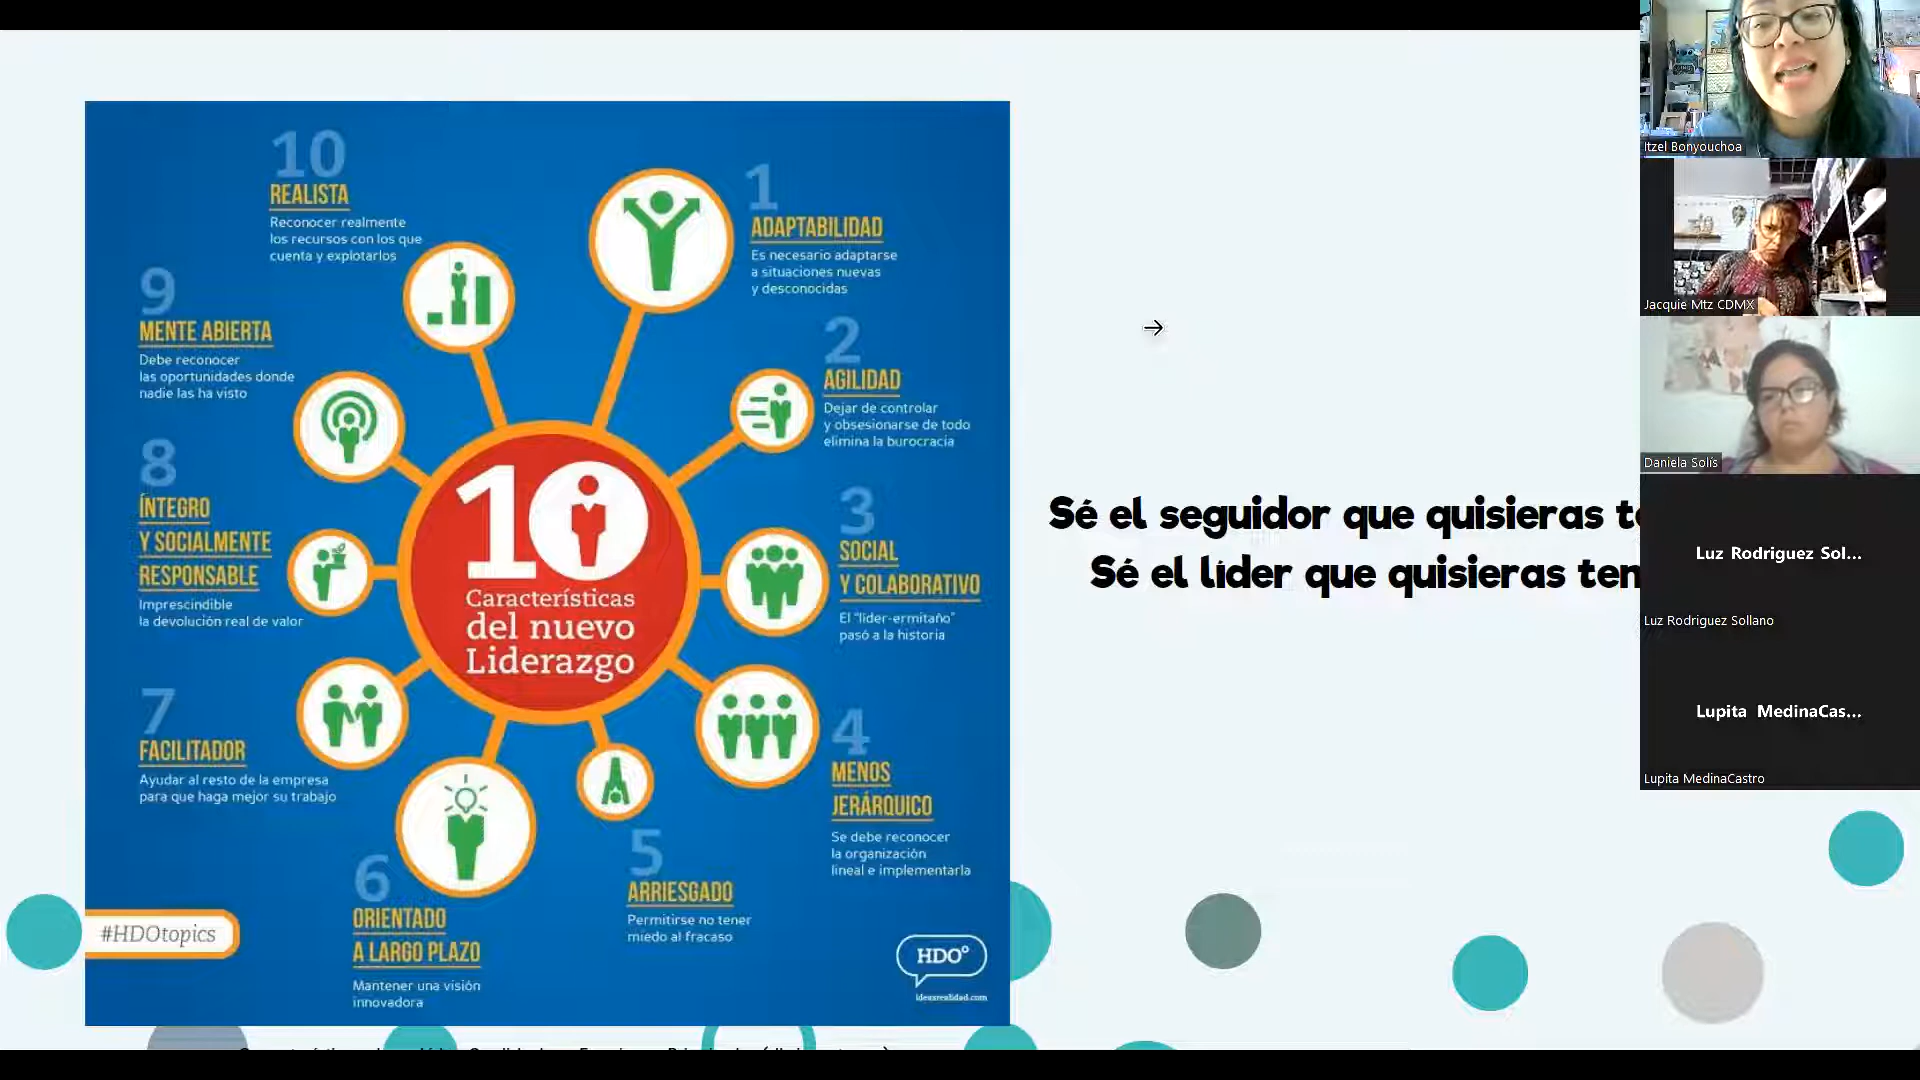 10
REALISTA
Reconocer realmente
los recursos con los que
cuenta y explotarlos
1
ADAPTABILIDAD
Es necesario adaptarse
a situaciones nuevas
y desconocidas
9
MENTE ABIERTA
Debe reconocer
las oportunidades donde
nadie las ha visto
2
AGILIDAD
Dejar de controlar
y obsesionarse de todo
elimina la burocracia
8
ÍNTEGRO
Y SOCIALMENTE
RESPONSABLE
Imprescindible
la devolución real de valor
10
Características
del nuevo
Liderazgo
3
SOCIAL
Y COLABORATIVO
El "líder-ermitaño"
pasó a la historia
7
FACILITADOR
Ayudar al resto de la empresa
para que haga mejor su trabajo
4
MENOS
JERÁRQUICO
Se debe reconocer
la organización
lineal e implementarla
6
ORIENTADO
A LARGO PLAZO
Mantener una visión
innovadora
5
ARRIESGADO
Permitirse no tener
miedo al fracaso
#HDOtopics
HDO°
ideasrealidad.com
Sé el seguidor que quisieras
Sé el líder que quisieras
Itzel Bonyouchoa
Jacquie Mtz CDMX
Daniela Solís
Luz Rodriguez Sol...
Luz Rodriguez Sollano
Lupita MedinaCas...
Lupita MedinaCastro